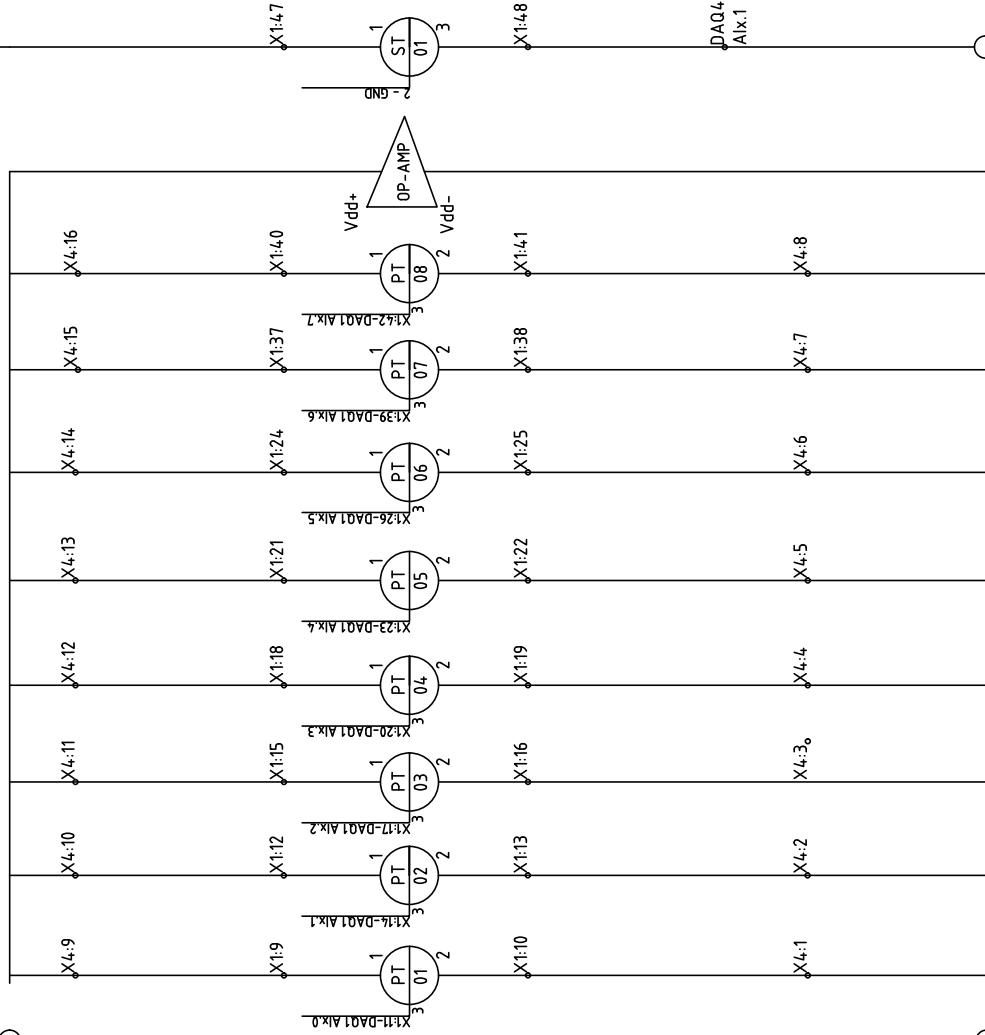 X1:47
1
ST
01
3
X1:48
DAQ4
AIx.1
2 - GND
OP-AMP
Vdd+
Vdd-
X4:16
X1:40
1
PT
08
2
3
X1:41
X4:8
X1:42-DAQ1 AIx.7
X4:15
X1:37
1
PT
07
2
3
X1:38
X4:7
X1:39-DAQ1 AIx.6
X4:14
X1:24
1
PT
06
2
3
X1:25
X4:6
X1:26-DAQ1 AIx.5
X4:13
X1:21
1
PT
05
2
3
X1:22
X4:5
X1:23-DAQ1 AIx.4
X4:12
X1:18
1
PT
04
2
3
X1:19
X4:4
X1:20-DAQ1 AIx.3
X4:11
X1:15
1
PT
03
2
3
X1:16
X4:3
X1:17-DAQ1 AIx.2
X4:10
X1:12
1
PT
02
2
3
X1:13
X4:2
X1:14-DAQ1 AIx.1
X4:9
X1:9
1
PT
01
2
3
X1:10
X4:1
X1:11-DAQ1 AIx.0